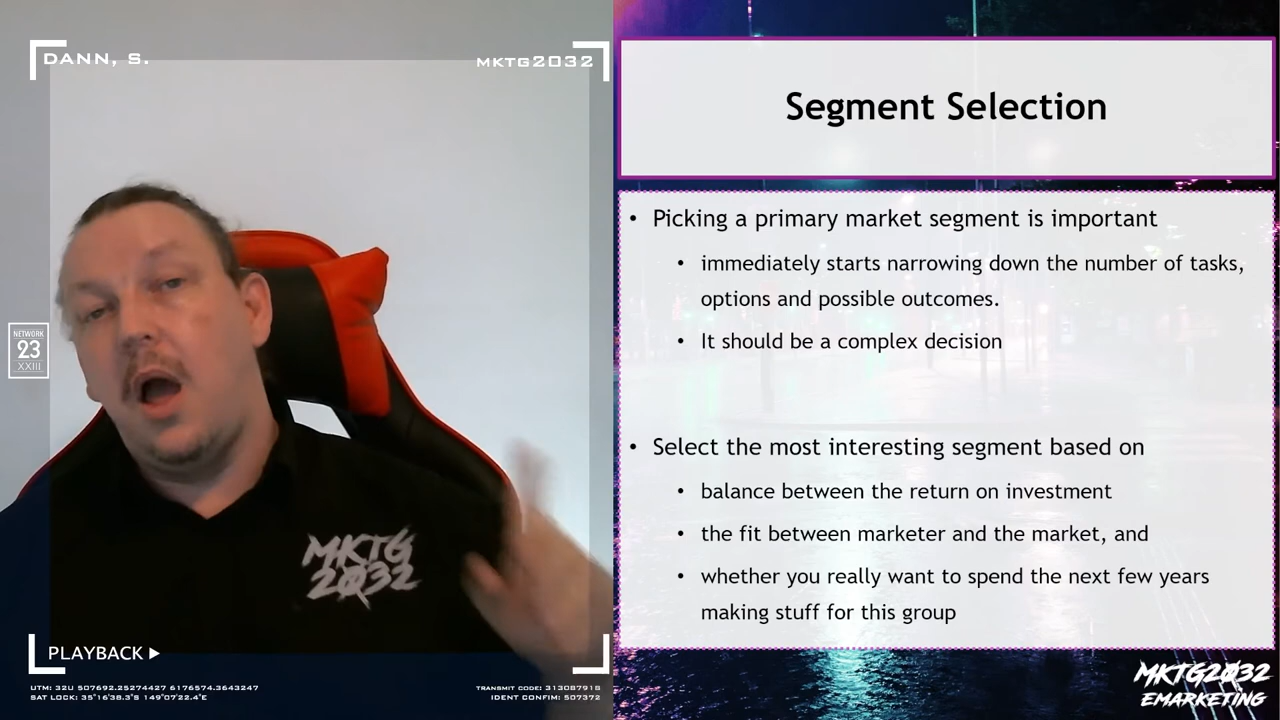 DANN, S.
MKTG2032
NETWORK
23
XXIII
MKTG
2032
PLAYBACK
UTM: 32U 507692.25274427 6176574.3643247
SAT LOCK: 35°16'38.3"S 149°07'22.4"E
TRANSMIT CODE: 313087918
IDENT CONFIM: 507372
Segment Selection
• Picking a primary market segment is important
• immediately starts narrowing down the number of tasks,
options and possible outcomes.
• It should be a complex decision
• Select the most interesting segment based on
• balance between the return on investment
• the fit between marketer and the market, and
• whether you really want to spend the next few years
making stuff for this group
MKTG2032
EMARKETING